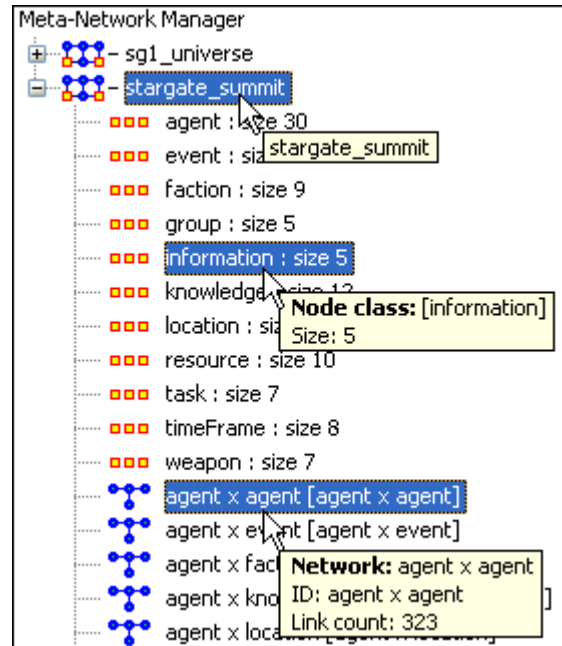 Meta-Network Manager
sg1_universe
stargate_summit
agent : size 30
stargate_summit
event : siz
faction : size 9
group : size 5
information : size 5
knowledge
Node class: [information]
Size: 5
location : siz
resource : size 10
task : size 7
timeFrame : size 8
weapon : size 7
agent x agent [agent x agent]
agent x event [agent x event]
agent x fact
Network: agent x agent
ID: agent x agent
Link count: 323
agent x kno
]
agent x loca